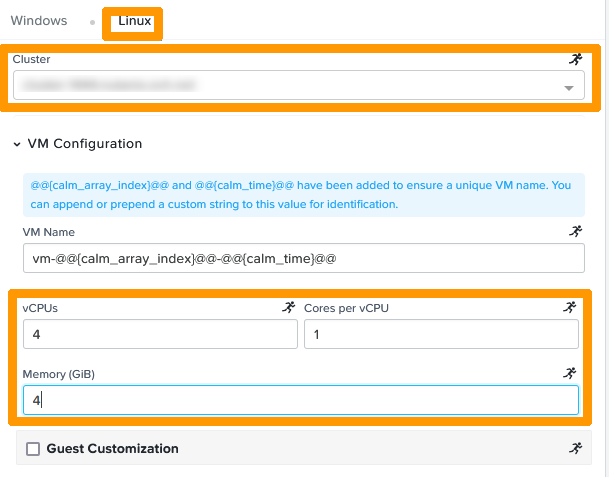 Windows
Linux
Cluster
VM Configuration
@@{calm_array_index}@@ and @@{calm_time}@@ have been added to ensure a unique VM name. You
can append or prepend a custom string to this value for identification.
VM Name
vm-@@{calm_array_index}@@-@@{calm_time}@@
vCPUs
Cores per vCPU
4
1
Memory (GiB)
4
Guest Customization